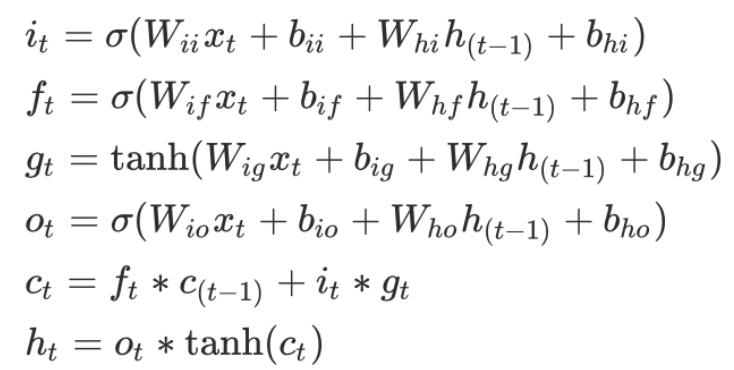 i_t = σ(W_{ii} x_t + b_{ii} + W_{hi} h_{(t−1)} + b_{hi})
f_t = σ(W_{if} x_t + b_{if} + W_{hf} h_{(t−1)} + b_{hf})
g_t = tanh(W_{ig} x_t + b_{ig} + W_{hg} h_{(t−1)} + b_{hg})
o_t = σ(W_{io} x_t + b_{io} + W_{ho} h_{(t−1)} + b_{ho})
c_t = f_t * c_{(t−1)} + i_t * g_t
h_t = o_t * tanh(c_t)